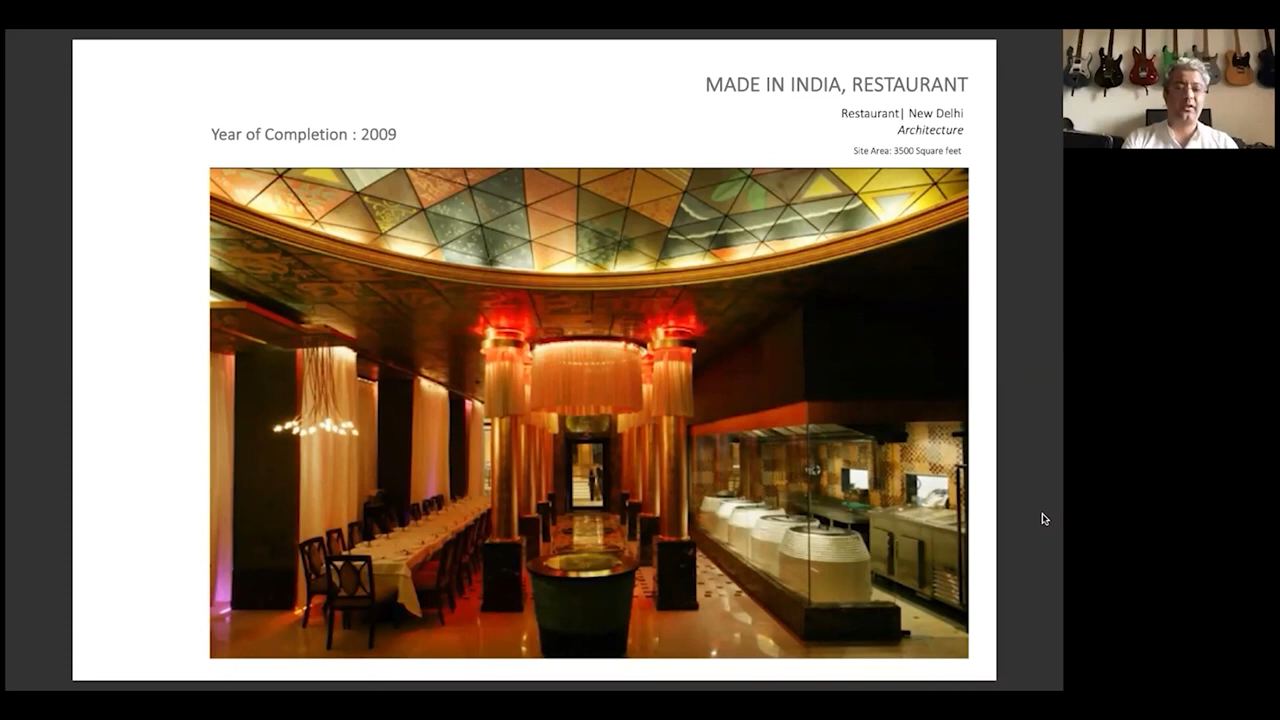 MADE IN INDIA, RESTAURANT
Restaurant| New Delhi
Architecture
Site Area: 3500 Square feet
Year of Completion : 2009